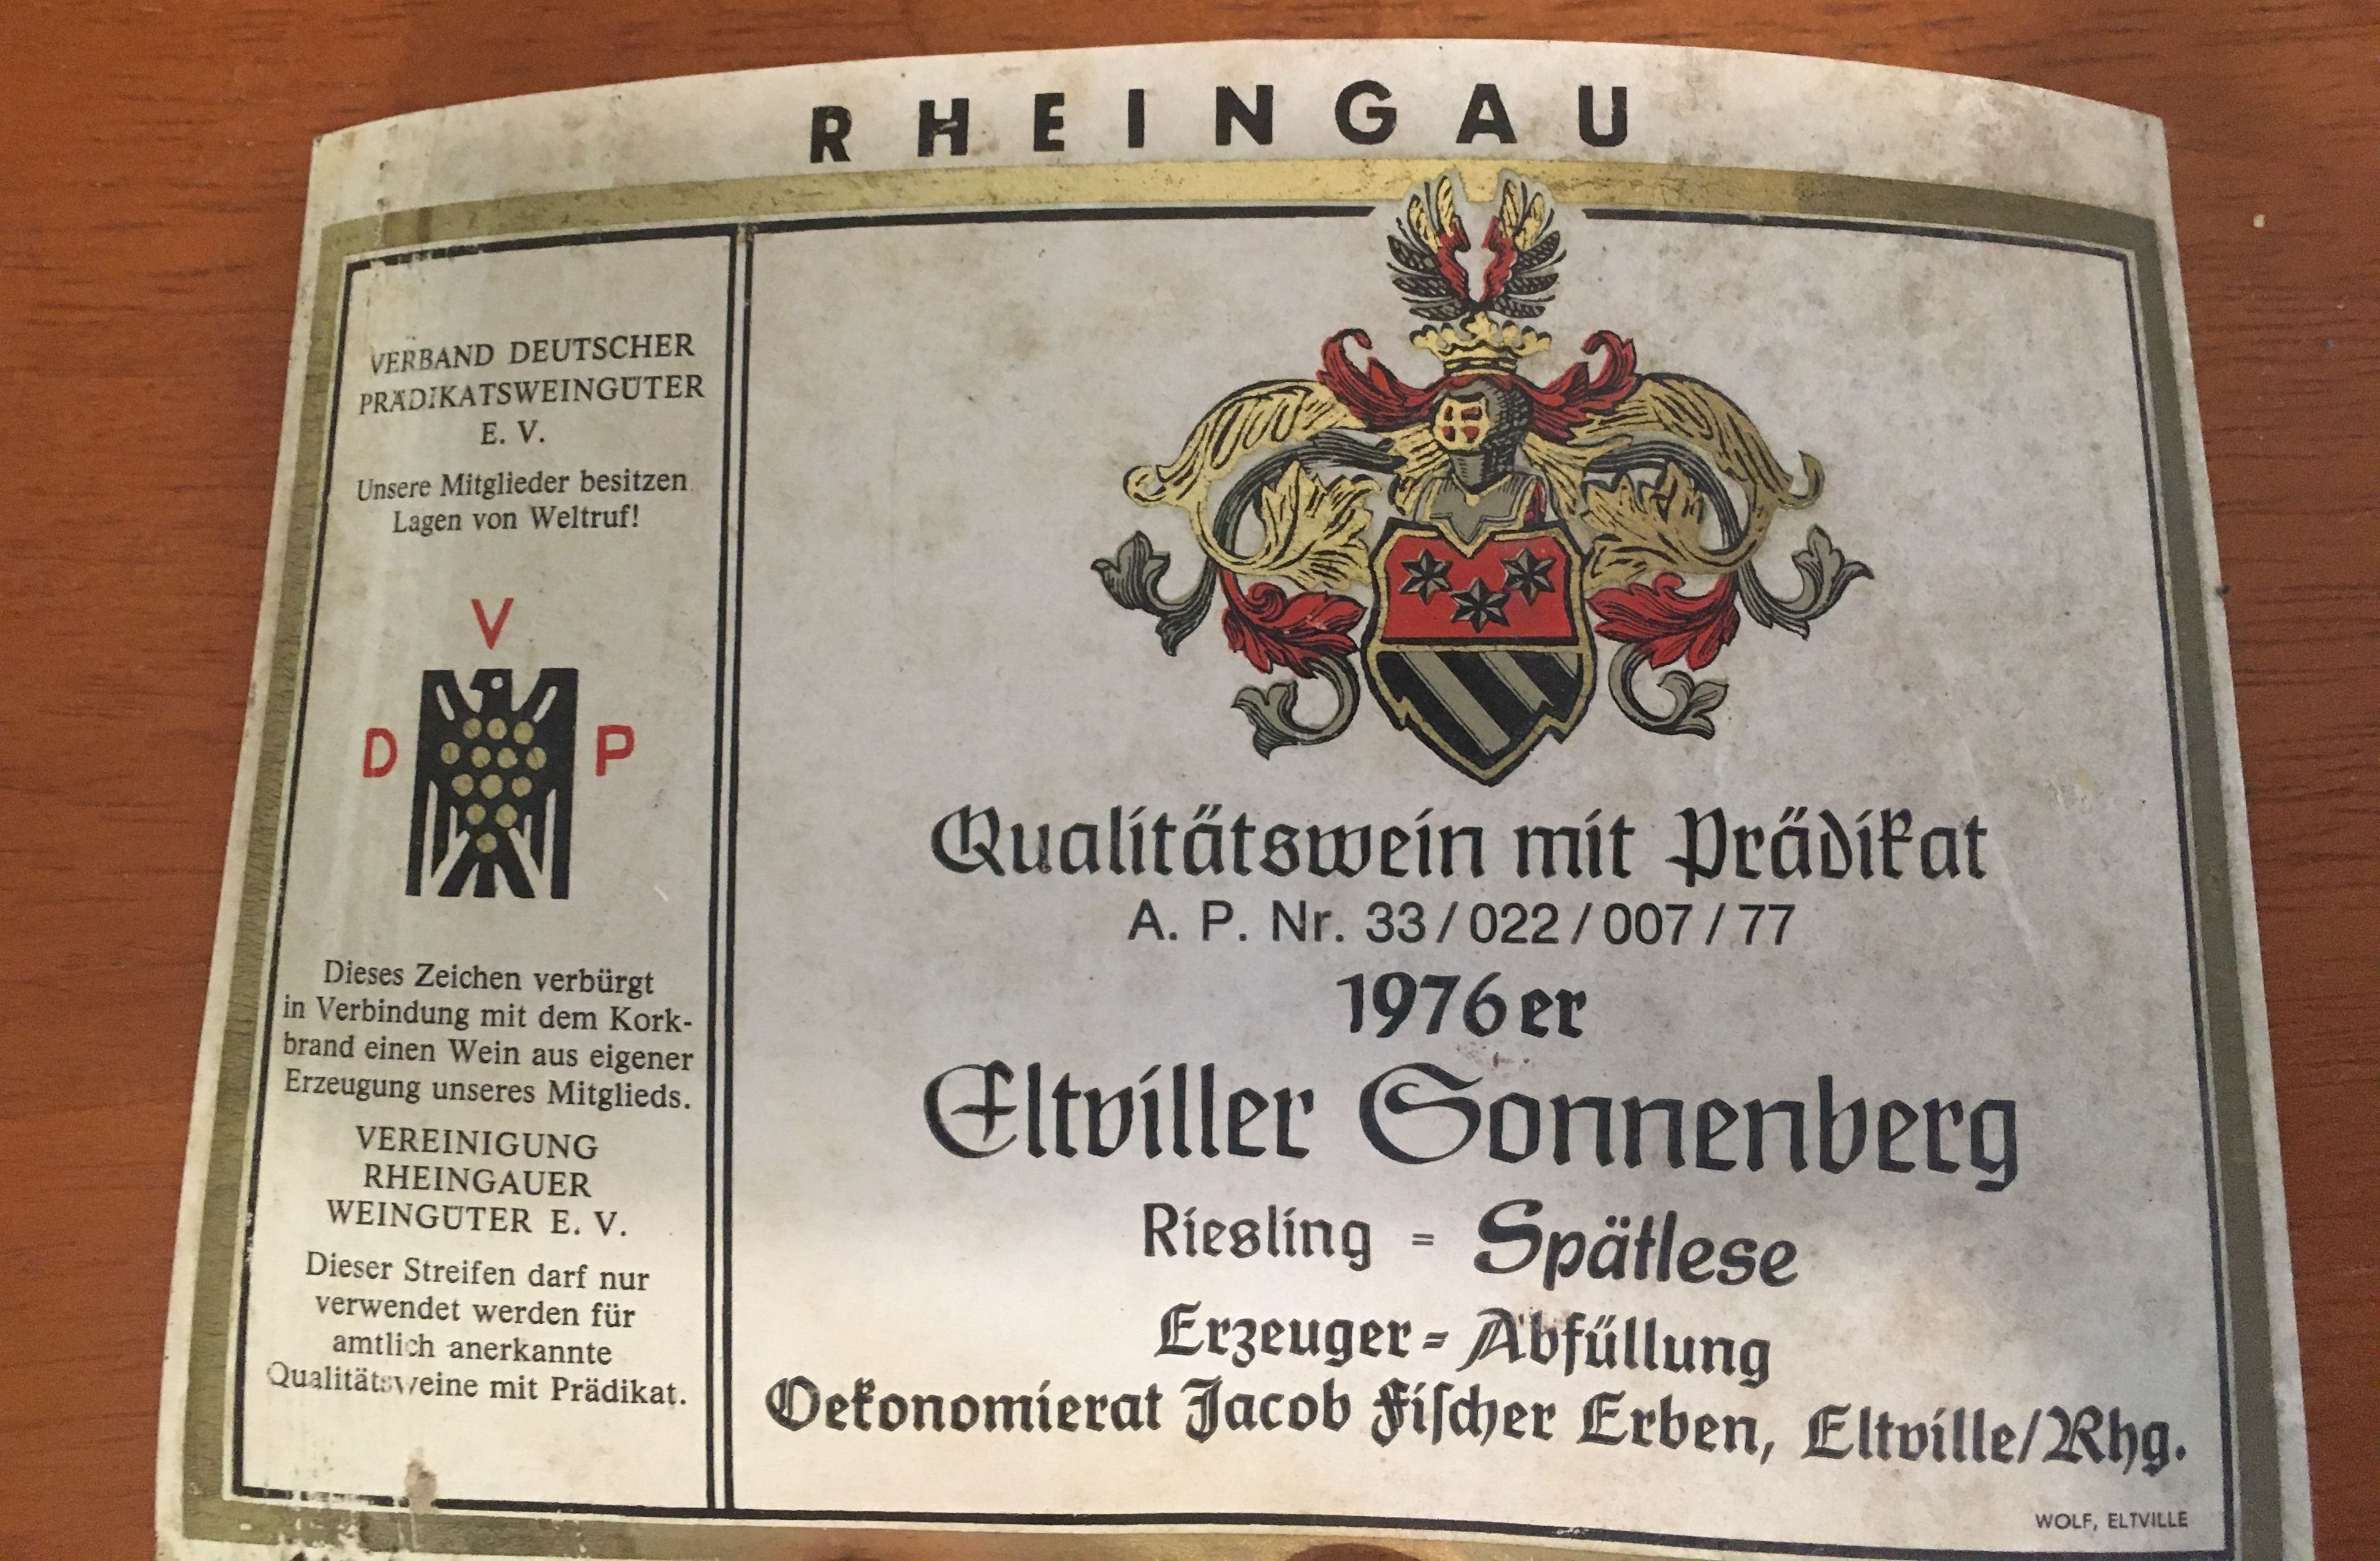 RHEINGAU
VERBAND DEUTSCHER
PRÄDIKATSWEINGÜTER
E. V.
Unsere Mitglieder besitzen
Lagen von Weltruf!
V
D P
Dieses Zeichen verbürgt
in Verbindung mit dem Kork-
brand einen Wein aus eigener
Erzeugung unseres Mitglieds.
VEREINIGUNG
RHEINGAUER
WEINGÜTER E. V.
Dieser Streifen darf nur
verwendet werden für
amtlich anerkannte
Qualitätsweine mit Prädikat.
Qualitätswein mit Prädikat
A. P. Nr. 33/022/007/77
1976er
Eltviller Sonnenberg
Riesling = Spätlese
Erzeuger=Abfüllung
Oekonomierat Jacob Fiſcher Erben, Eltville/Rhg.
WOLF, ELTVILLE